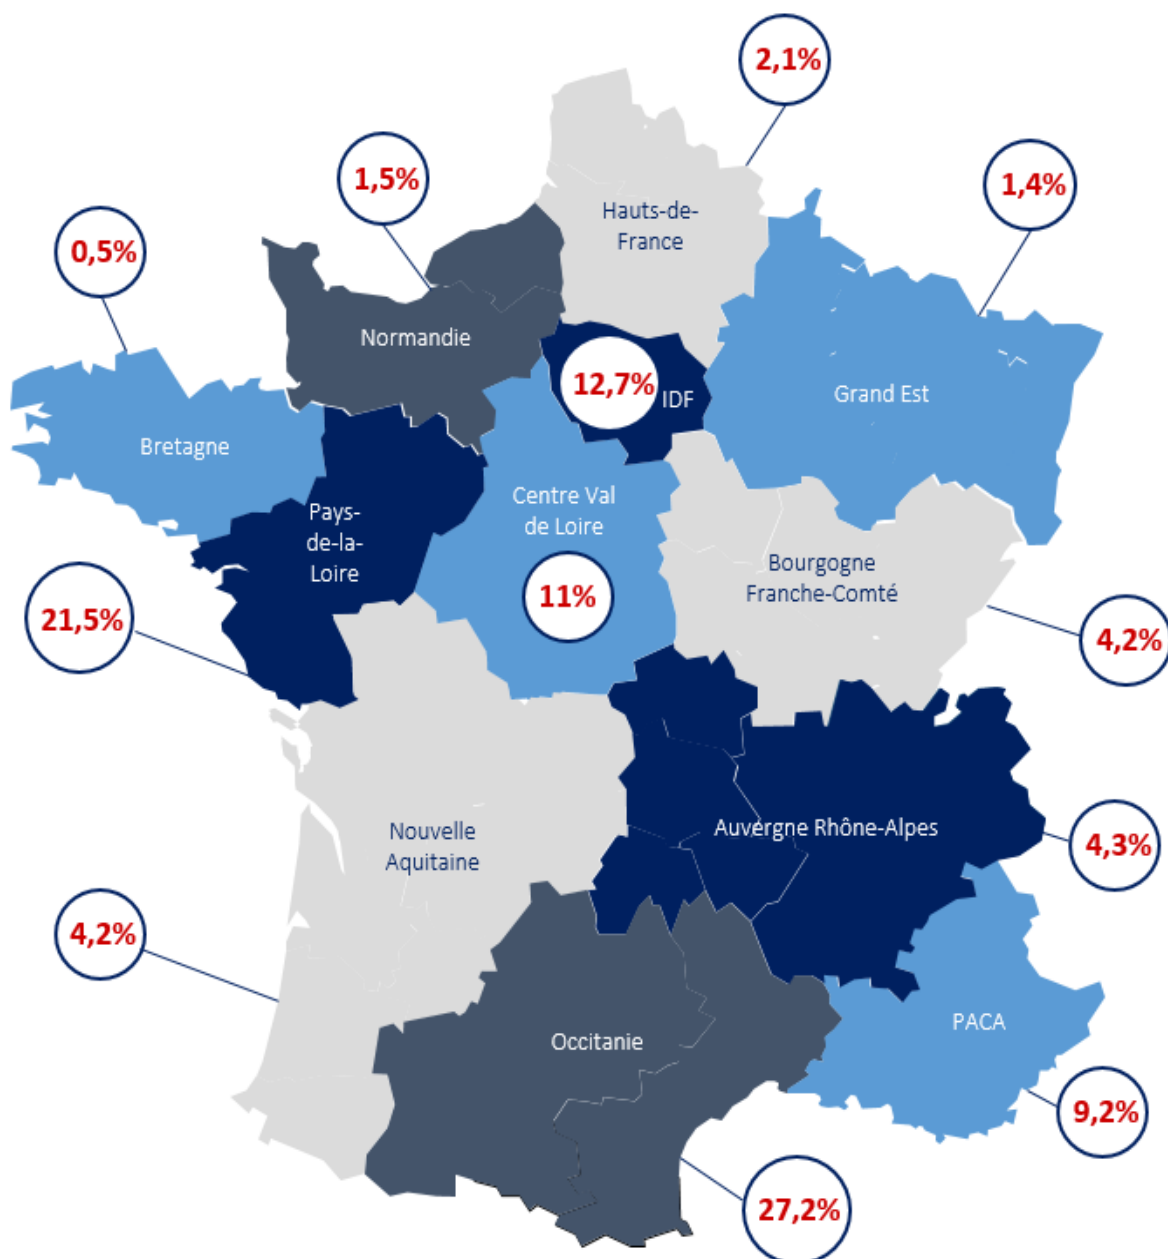 2,1%
1,5%
1,4%
Hauts-de-
France
0,5%
Normandie
12,7%
IDF
Grand Est
Bretagne
Centre Val
de Loire
Pays-
de-la-
Loire
Bourgogne
Franche-Comté
11%
21,5%
4,2%
Auvergne Rhône-Alpes
Nouvelle
Aquitaine
4,3%
4,2%
PACA
Occitanie
9,2%
27,2%